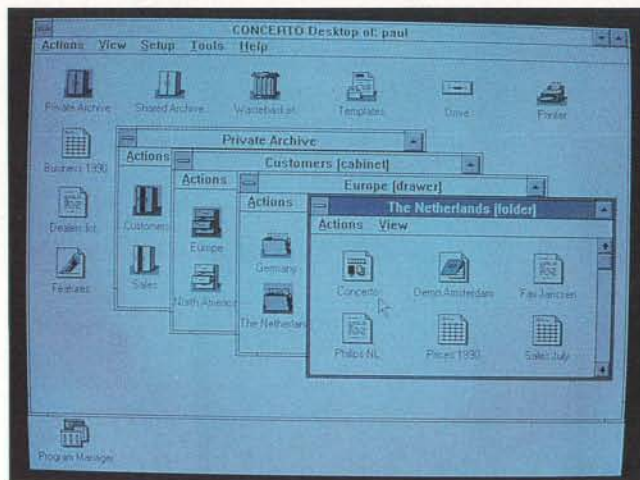 CONCERTO Desktop of: paul
Actions View Setup Tools Help
Private Archive Shared Archive Wastebasket Templates Drive Printer
Business 1990
Dealers list
Features
Private Archive
Actions
Customers
Sales
Customers [cabinet]
Actions
Europe
North America
Europe [drawer]
Actions
Germany
The Netherlan
The Netherlands [folder]
Actions View
Concerto Demo Amsterdam Fax Janssen
Philips NL Prices 1990 Sales July
Program Manager